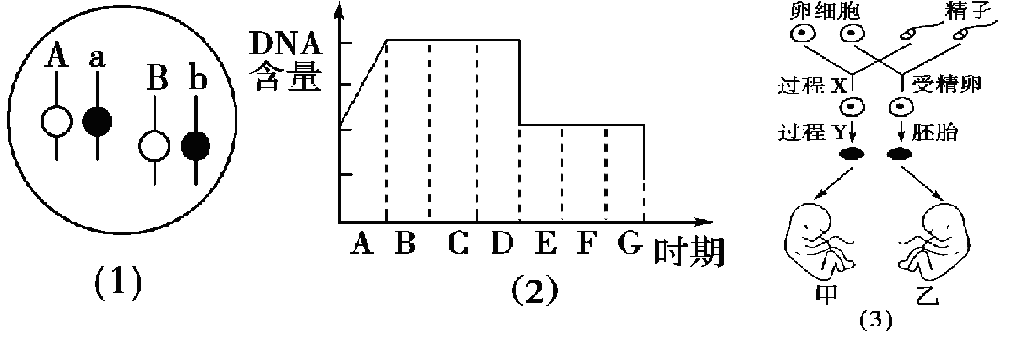 A a B b
(1)
DNA
含量
A B C D E F G 时期
(2)
卵细胞 精子
过程X 受精卵
过程Y 胚胎
甲 乙
(3)